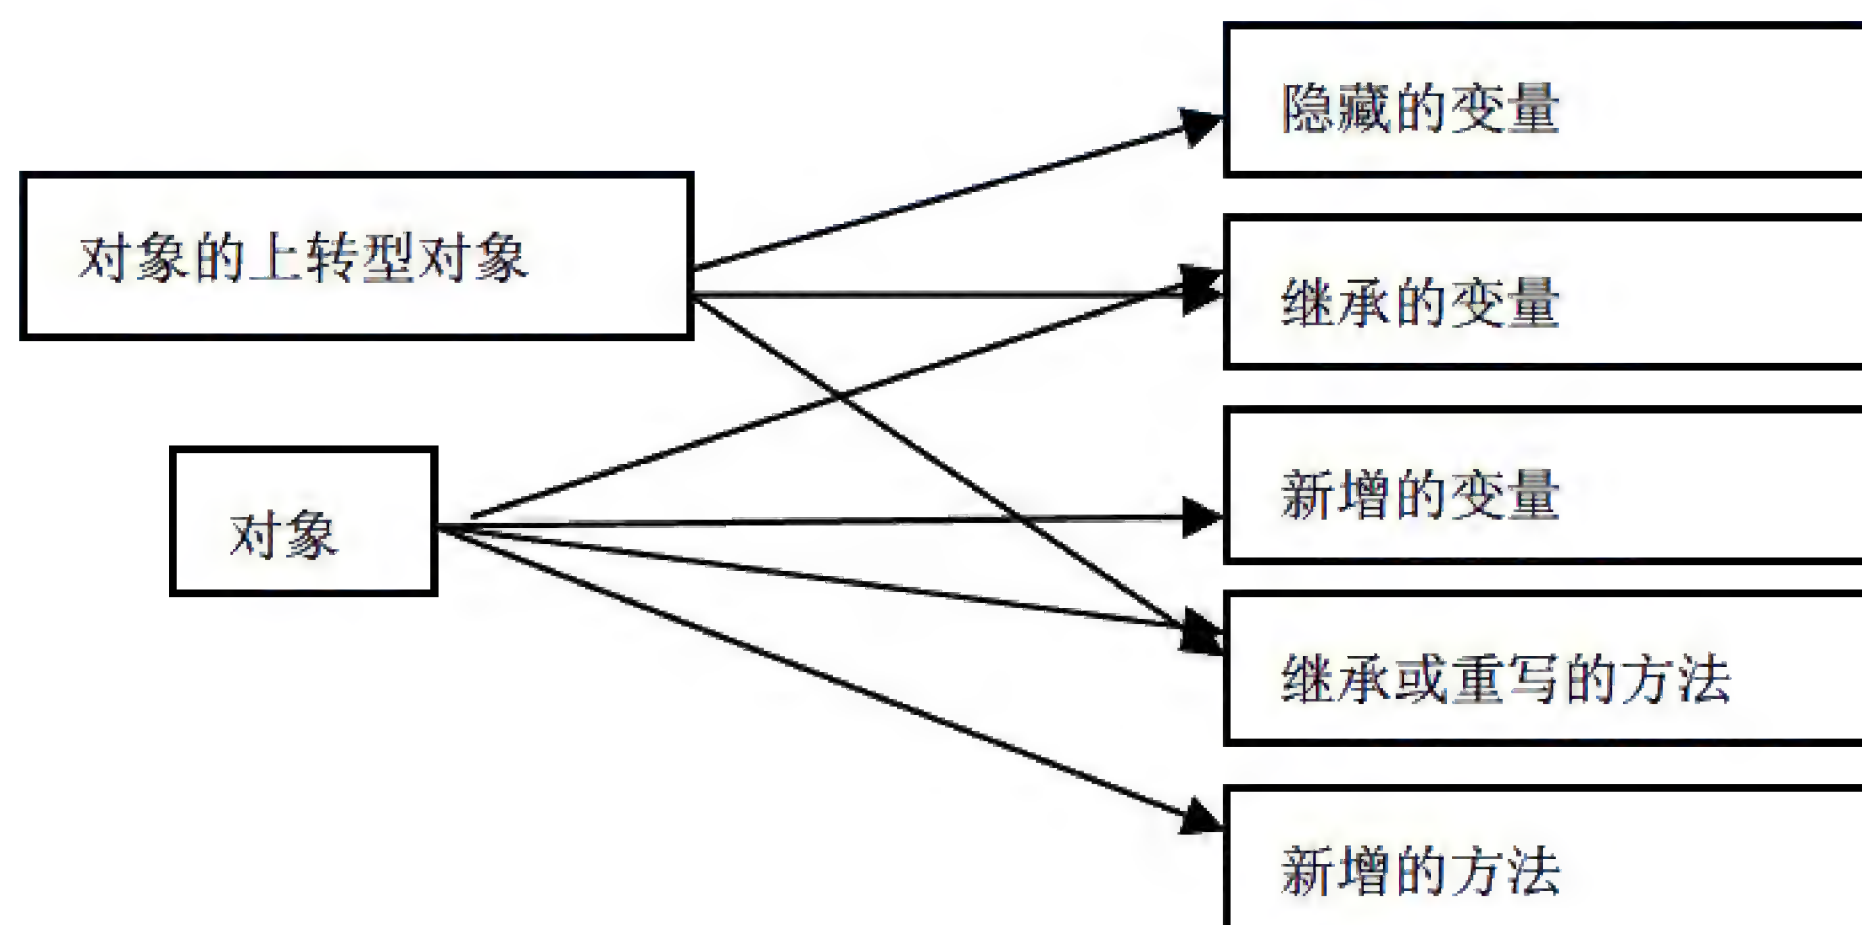 隐藏的变量
对象的上转型对象
继承的变量
新增的变量
对象
继承或重写的方法
新增的方法